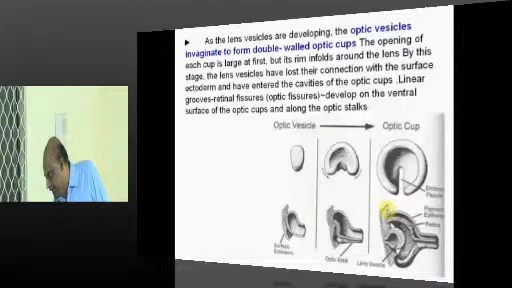 As the lens vesicles are developing, the optic vesicles
invaginate to form double- walled optic cups The opening of
each cup is large at first, but its rim infolds around the lens By this
stage, the lens vesicles have lost their connection with the surface
ectoderm and have entered the cavities of the optic cups .Linear
grooves-retinal fissures (optic fissures)~develop on the ventral
surface of the optic cups and along the optic stalks
Optic Vesicle
Optic Cup
Fissure
Retina
Surface
Ectoderm
Optic Stalk
Lens Vesicle